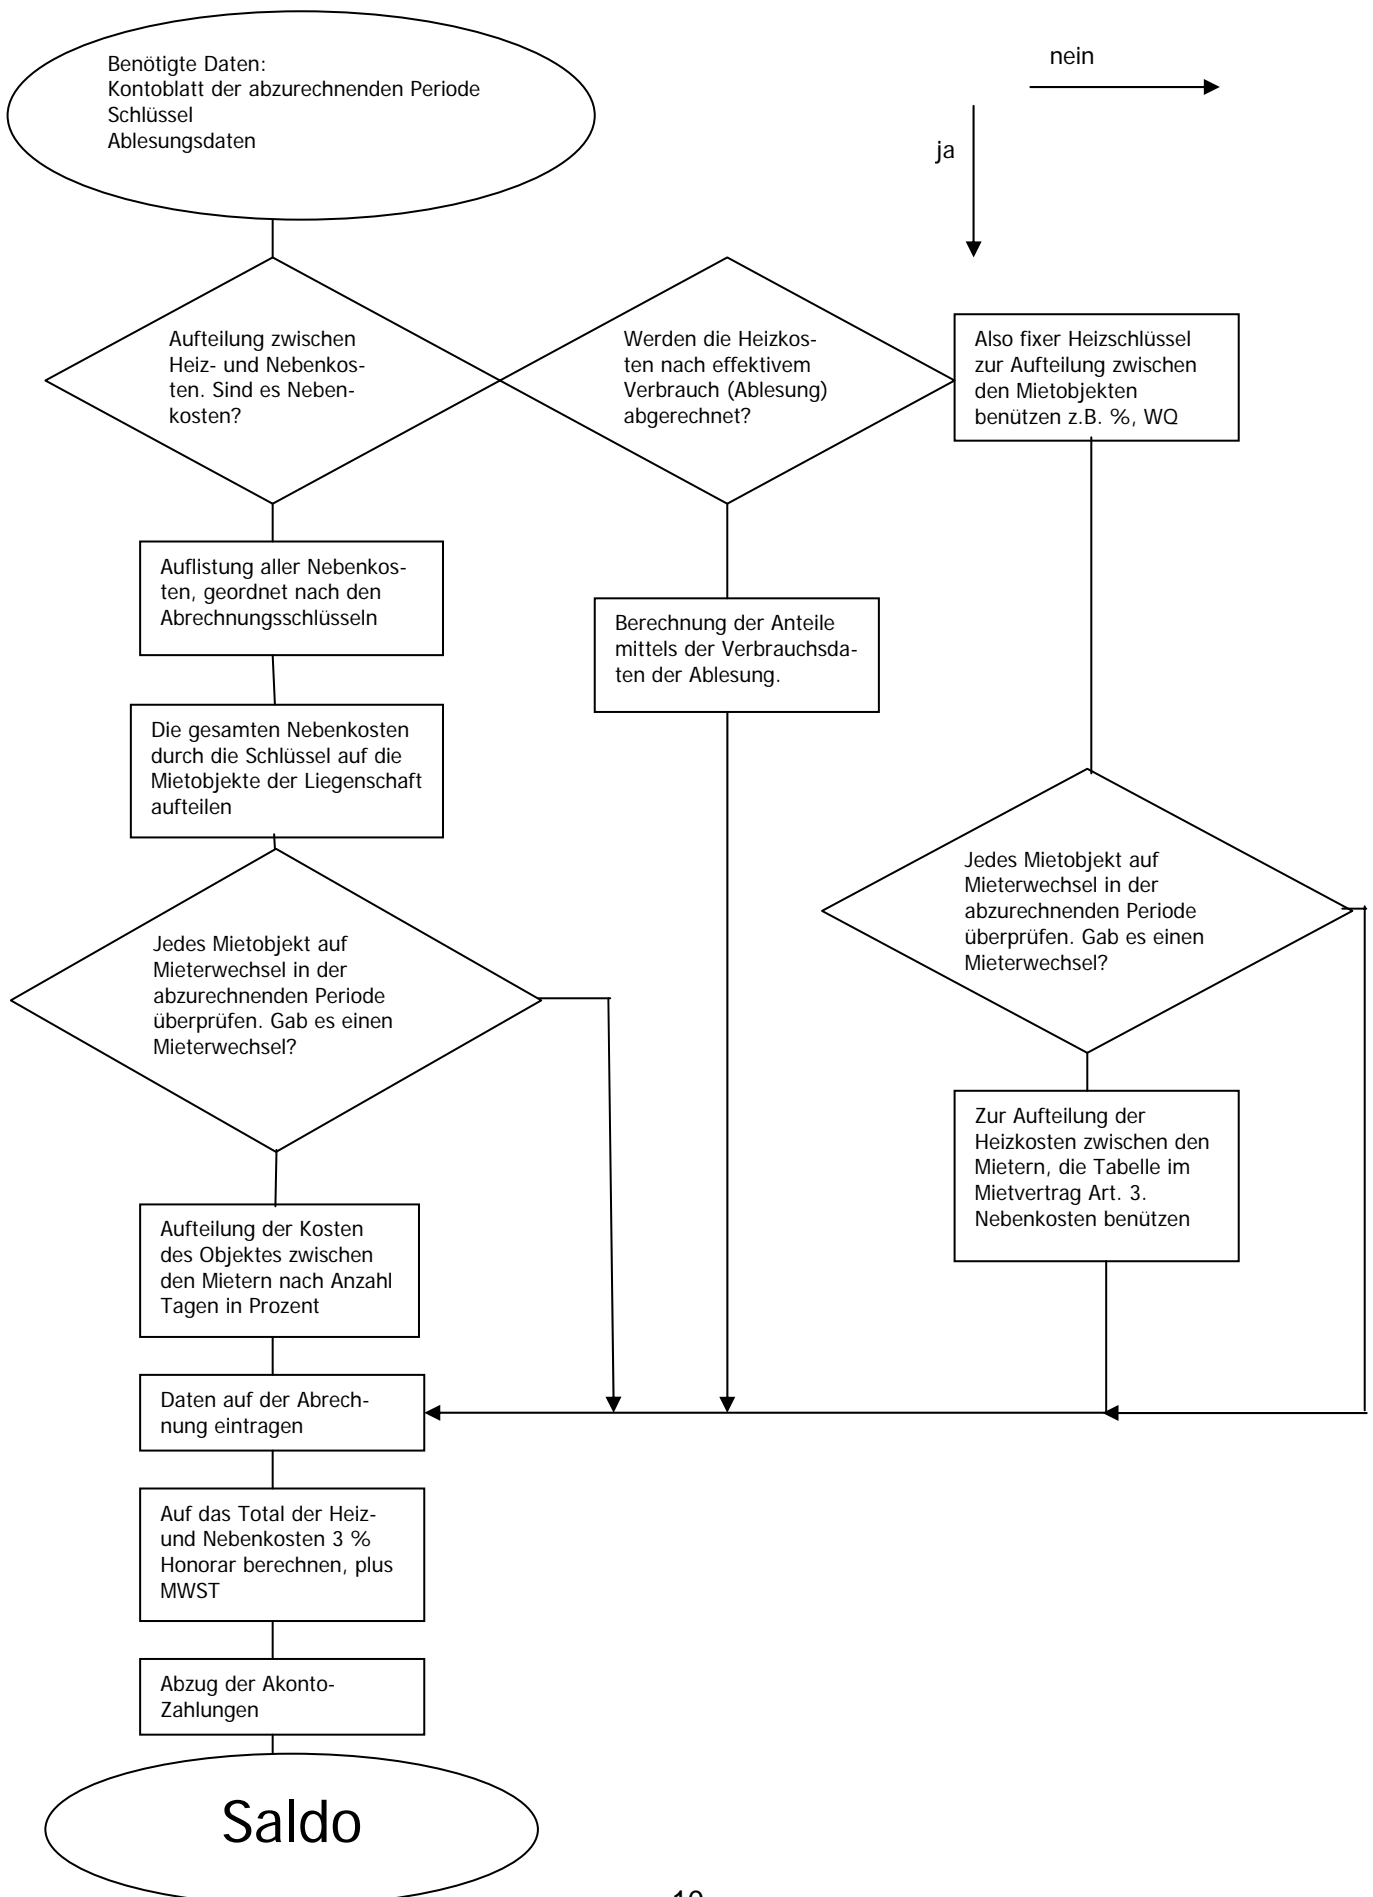 Benötigte Daten:
Kontoblatt der abzurechnenden Periode
Schlüssel
Ablesungsdaten
nein
ja
Aufteilung zwischen
Heiz- und Nebenkos-
ten. Sind es Neben-
kosten?
Werden die Heizkos-
ten nach effektivem
Verbrauch (Ablesung)
abgerechnet?
Also fixer Heizschlüssel
zur Aufteilung zwischen
den Mietobjekten
benützen z.B. %, WQ
Auflistung aller Nebenkos-
ten, geordnet nach den
Abrechnungsschlüsseln
Berechnung der Anteile
mittels der Verbrauchsda-
ten der Ablesung.
Die gesamten Nebenkosten
durch die Schlüssel auf die
Mietobjekte der Liegenschaft
aufteilen
Jedes Mietobjekt auf
Mieterwechsel in der
abzurechnenden Periode
überprüfen. Gab es einen
Mieterwechsel?
Jedes Mietobjekt auf
Mieterwechsel in der
abzurechnenden Periode
überprüfen. Gab es einen
Mieterwechsel?
Zur Aufteilung der
Heizkosten zwischen den
Mietern, die Tabelle im
Mietvertrag Art. 3.
Nebenkosten benützen
Aufteilung der Kosten
des Objektes zwischen
den Mietern nach Anzahl
Tagen in Prozent
Daten auf der Abrech-
nung eintragen
Auf das Total der Heiz-
und Nebenkosten 3 %
Honorar berechnen, plus
MWST
Abzug der Akonto-
Zahlungen
Saldo